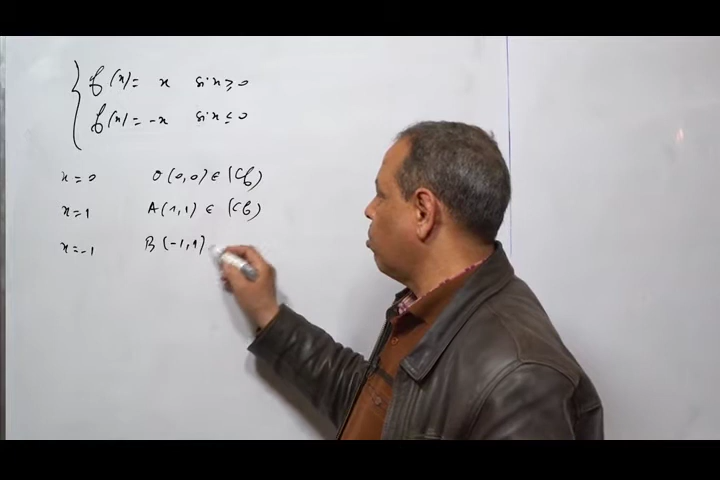 { f(x) = x si x ≥ 0
f(x) = -x si x ≤ 0
x = 0 O(0,0) ∈ (Cf)
x = 1 A(1,1) ∈ (Cf)
x = -1 B(-1,1)